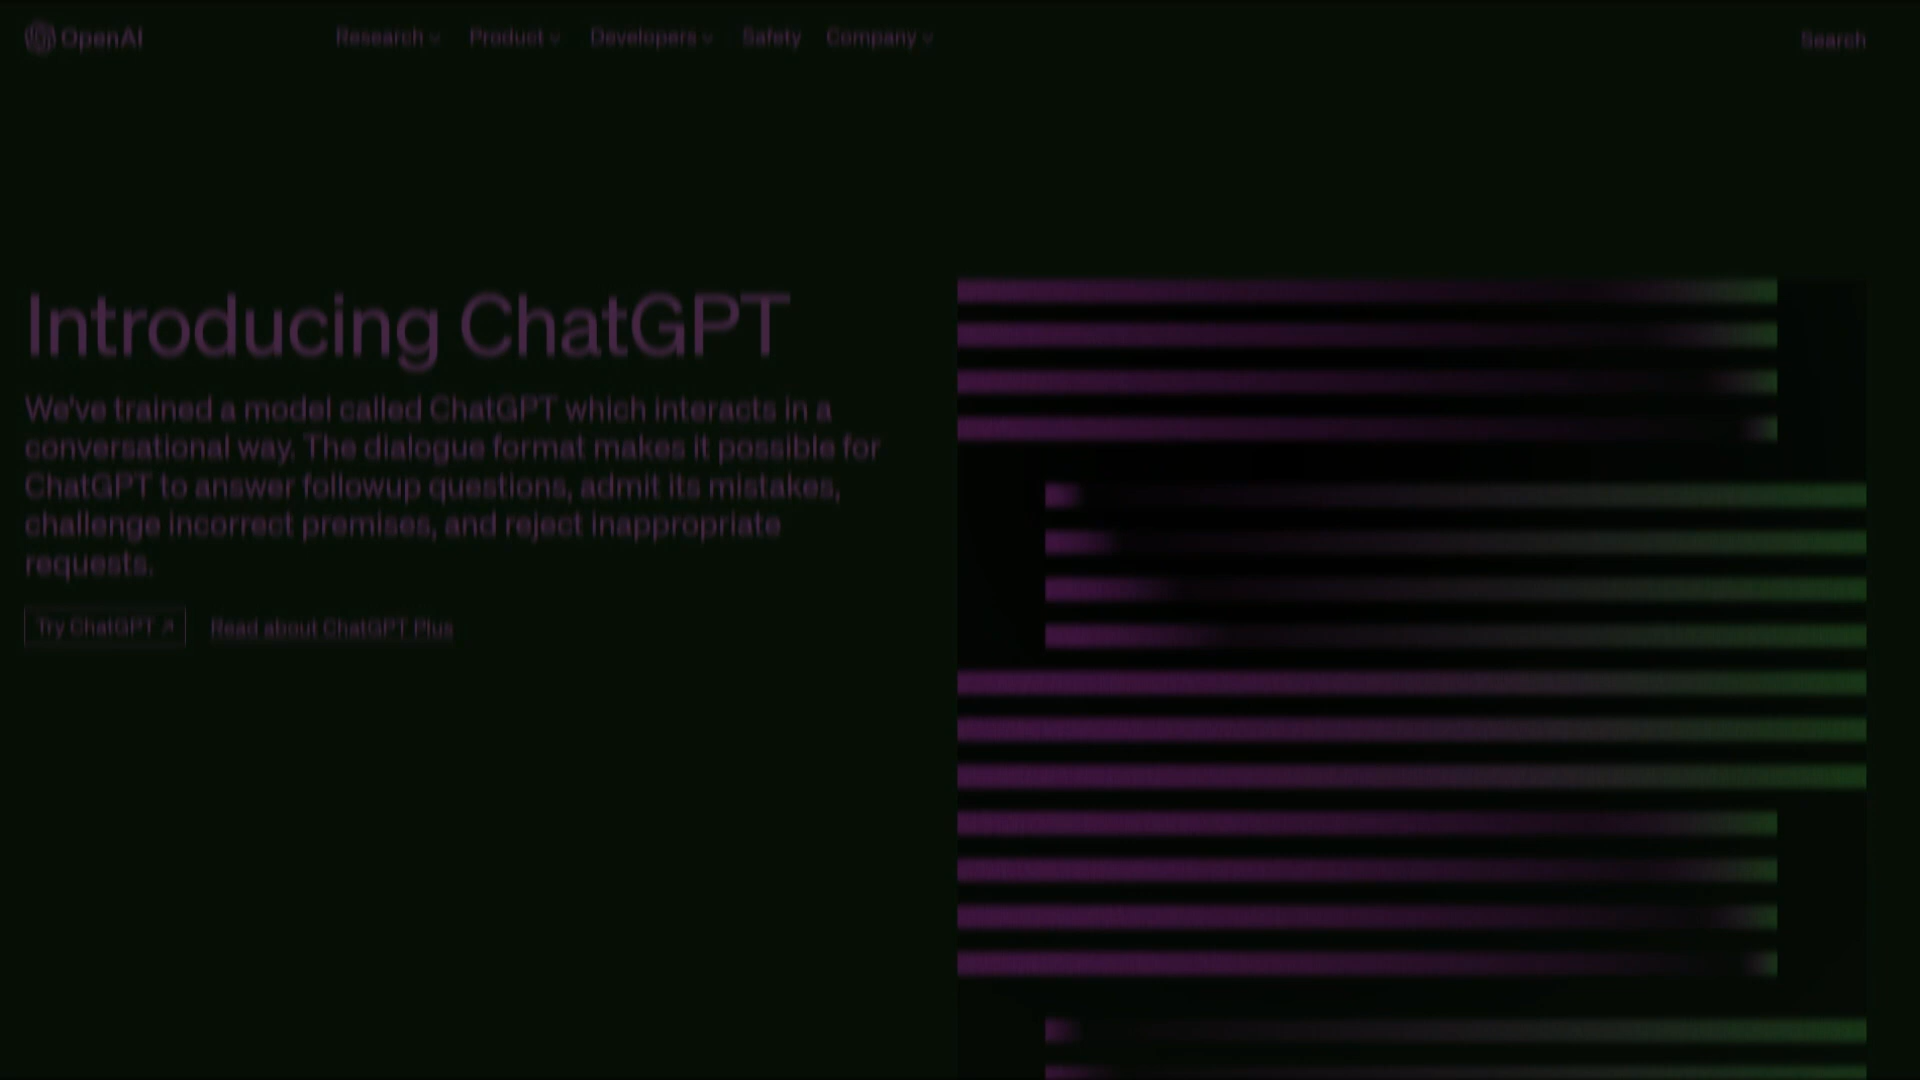 OpenAI
Research
Product
Developers
Safety
Company
Search
Introducing ChatGPT
We've trained a model called ChatGPT which interacts in a
conversational way. The dialogue format makes it possible for
ChatGPT to answer followup questions, admit its mistakes,
challenge incorrect premises, and reject inappropriate
requests.
Try ChatGPT ↗
Read about ChatGPT Plus